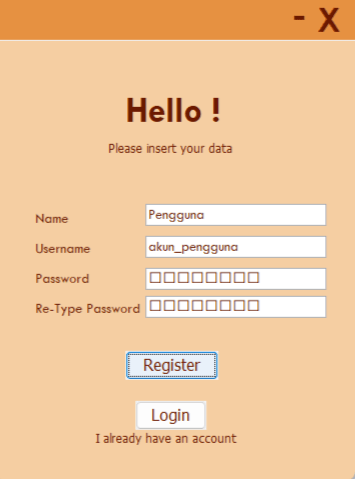 - X
Hello !
Please insert your data
Name Pengguna
Username akun_pengguna
Password □□□□□□□□
Re-Type Password □□□□□□□□
Register
Login
I already have an account